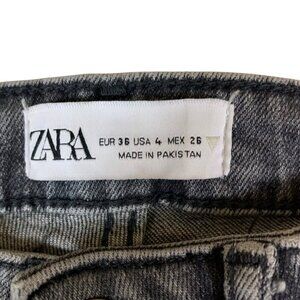 ZARA
EUR 36 USA 4 MEX 26
MADE IN PAKISTAN